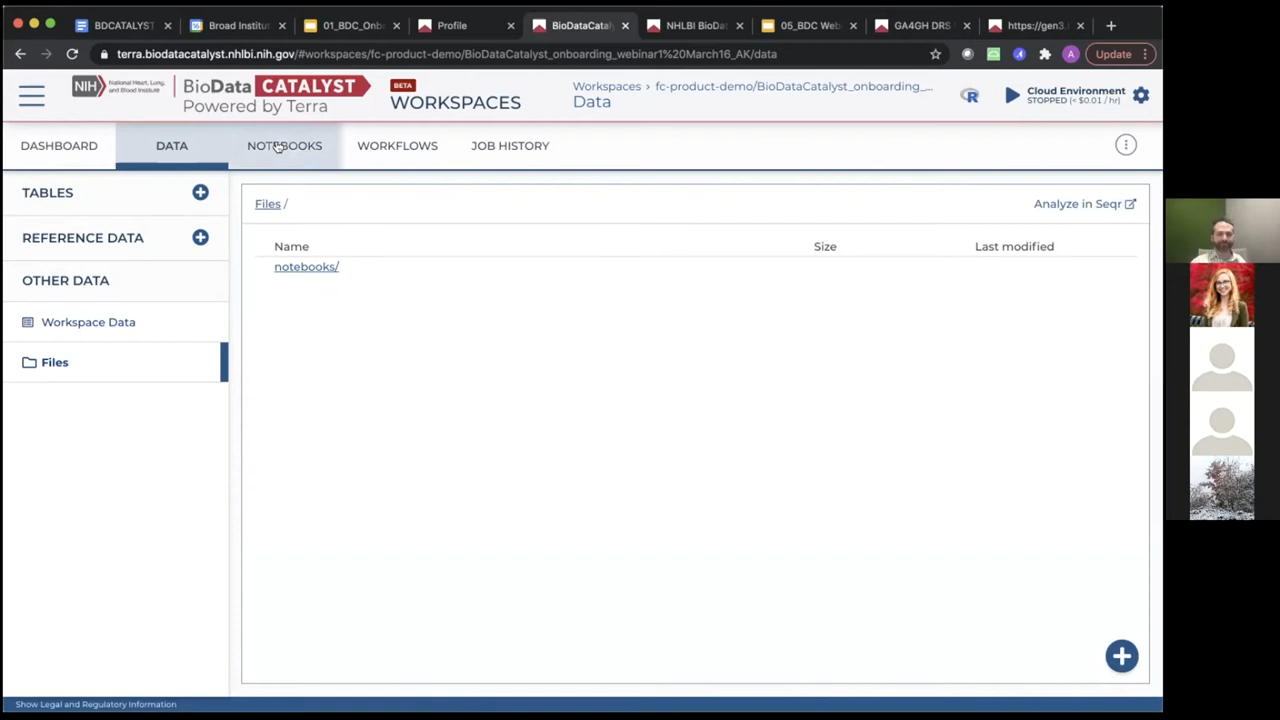 BDCATALYST
Broad Institu
01_BDC_Onb
Profile
BioDataCatal
NHLBI BioDa
05_BDC Web
GA4GH DRS
https://gen3.
terra.biodatacatalyst.nhlbi.nih.gov/#workspaces/fc-product-demo/BioDataCatalyst_onboarding_webinar1%20March16_AK/data
A
Update
NIH National Heart, Lung, and Blood Institute
BioData CATALYST
Powered by Terra
BETA
WORKSPACES
Workspaces › fc-product-demo/BioDataCatalyst_onboarding_...
Data
R
Cloud Environment
STOPPED (< $0.01 / hr)
DASHBOARD
DATA
NOTEBOOKS
WORKFLOWS
JOB HISTORY
TABLES
REFERENCE DATA
OTHER DATA
Workspace Data
Files
Files /
Analyze in Seqr
Name Size Last modified
notebooks/
Show Legal and Regulatory Information